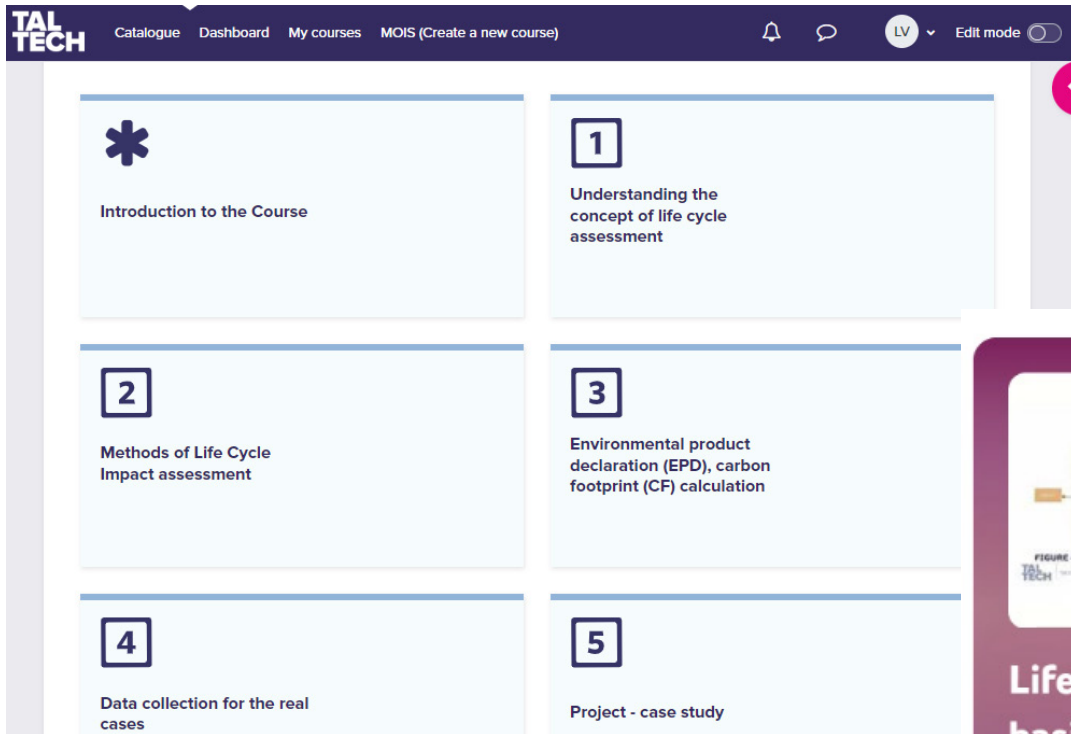 TAL
TECH
Catalogue Dashboard My courses MOIS (Create a new course) LV Edit mode
Introduction to the Course
1
Understanding the
concept of life cycle
assessment
2
Methods of Life Cycle
Impact assessment
3
Environmental product
declaration (EPD), carbon
footprint (CF) calculation
4
Data collection for the real
cases
5
Project - case study
FIGURE
TAL
TECH
Life